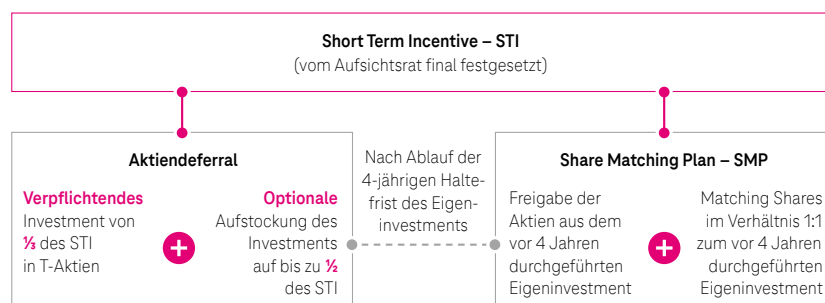 Short Term Incentive – STI
(vom Aufsichtsrat final festgesetzt)
Aktiendeferral
Verpflichtendes
Investment von
⅓ des STI
in T-Aktien
+
Optionale
Aufstockung des
Investments
auf bis zu ½
des STI
Nach Ablauf der
4-jährigen Halte-
frist des Eigen-
investments
Share Matching Plan – SMP
Freigabe der
Aktien aus dem
vor 4 Jahren
durchgeführten
Eigeninvestment
+
Matching Shares
im Verhältnis 1:1
zum vor 4 Jahren
durchgeführten
Eigeninvestment